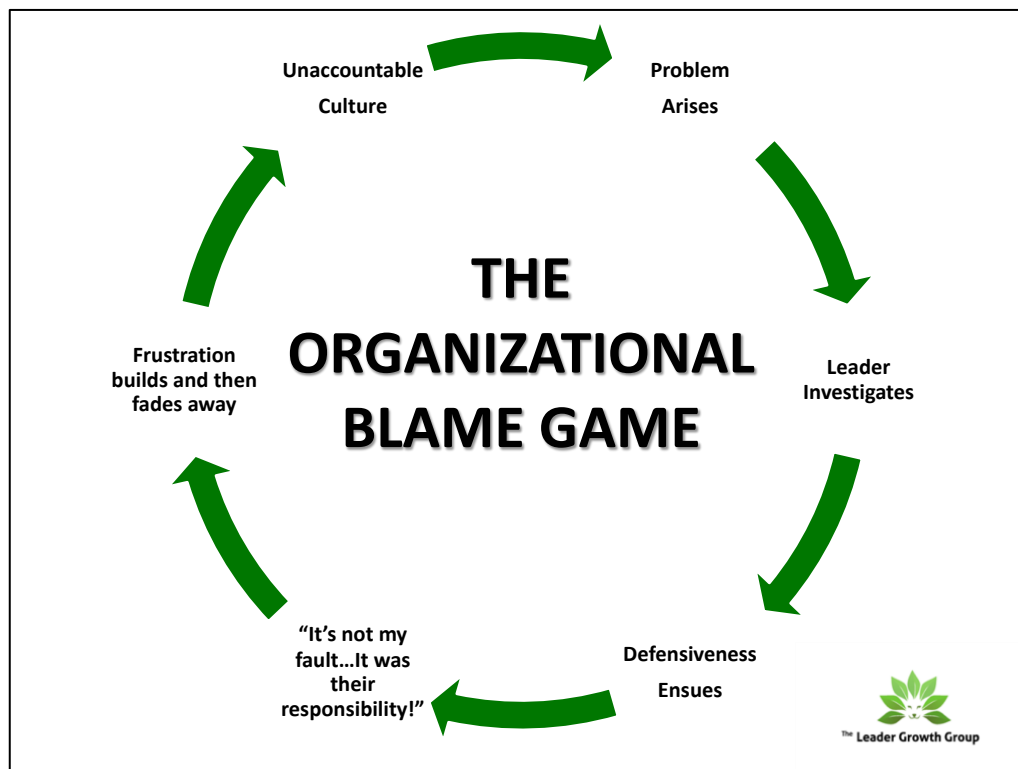 THE
ORGANIZATIONAL
BLAME GAME
Problem
Arises
Leader
Investigates
Defensiveness
Ensues
“It’s not my
fault…It was
their
responsibility!”
Frustration
builds and then
fades away
Unaccountable
Culture
The Leader Growth Group